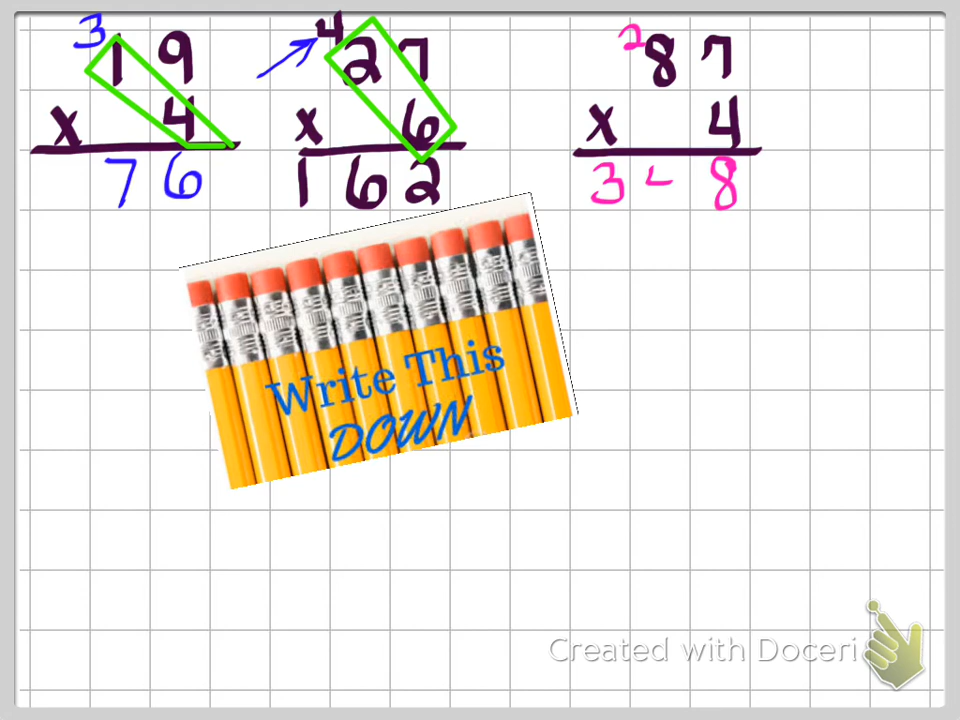 3 19
x 4
76
4 27
x 6
162
2 87
x 4
3 8
Write This
DOWN
Created with Doceri